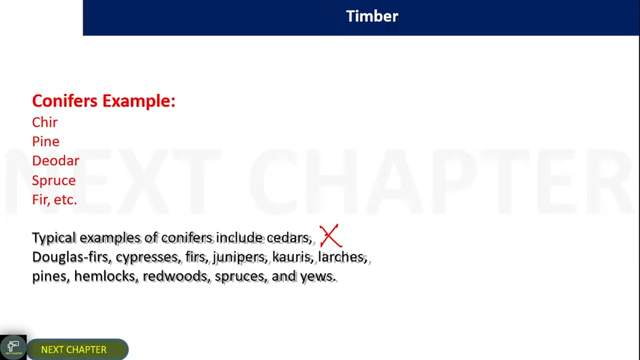 Timber
Conifers Example:
Chir
Pine
Deodar
Spruce
Fir, etc.
NEXT CHAPTER
Typical examples of conifers include cedars,
Douglas-firs, cypresses, firs, junipers, kauris, larches,
pines, hemlocks, redwoods, spruces, and yews.
NEXT CHAPTER